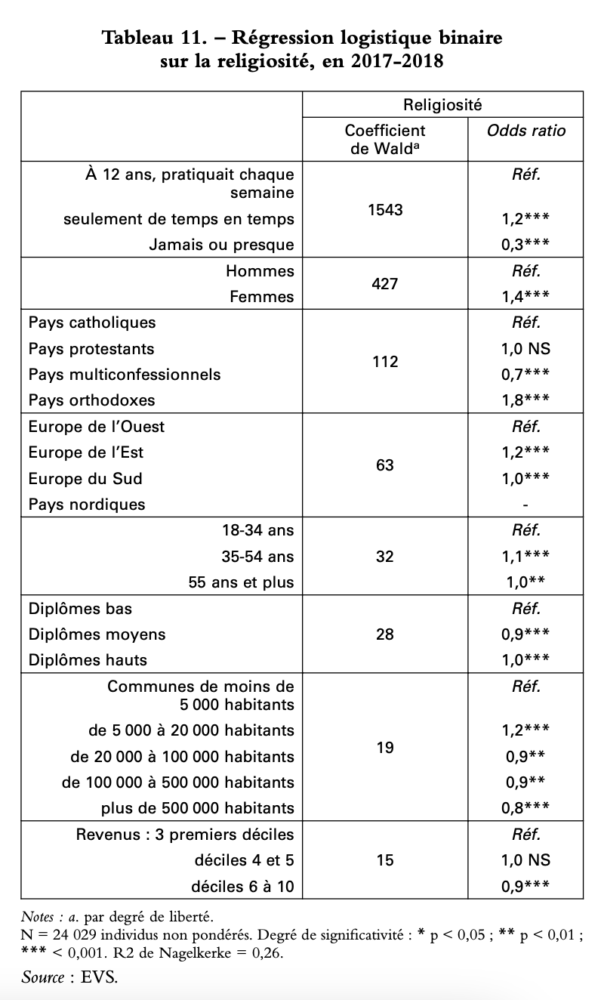 Tableau 11. – Régression logistique binaire
sur la religiosité, en 2017-2018
Religiosité
Coefficient
de Waldᵃ
Odds ratio
À 12 ans, pratiquait chaque
semaine
Réf.
1543
seulement de temps en temps
1,2***
Jamais ou presque
0,3***
Hommes
Réf.
427
Femmes
1,4***
Pays catholiques
Réf.
Pays protestants
1,0 NS
112
Pays multiconfessionnels
0,7***
Pays orthodoxes
1,8***
Europe de l’Ouest
Réf.
Europe de l’Est
1,2***
63
Europe du Sud
1,0***
Pays nordiques
-
18-34 ans
Réf.
35-54 ans
32
1,1***
55 ans et plus
1,0**
Diplômes bas
Réf.
Diplômes moyens
28
0,9***
Diplômes hauts
1,0***
Communes de moins de
5 000 habitants
Réf.
de 5 000 à 20 000 habitants
1,2***
19
de 20 000 à 100 000 habitants
0,9**
de 100 000 à 500 000 habitants
0,9**
plus de 500 000 habitants
0,8***
Revenus : 3 premiers déciles
Réf.
déciles 4 et 5
15
1,0 NS
déciles 6 à 10
0,9***
Notes : a. par degré de liberté.
N = 24 029 individus non pondérés. Degré de significativité : * p < 0,05 ; ** p < 0,01 ;
*** < 0,001. R2 de Nagelkerke = 0,26.
Source : EVS.